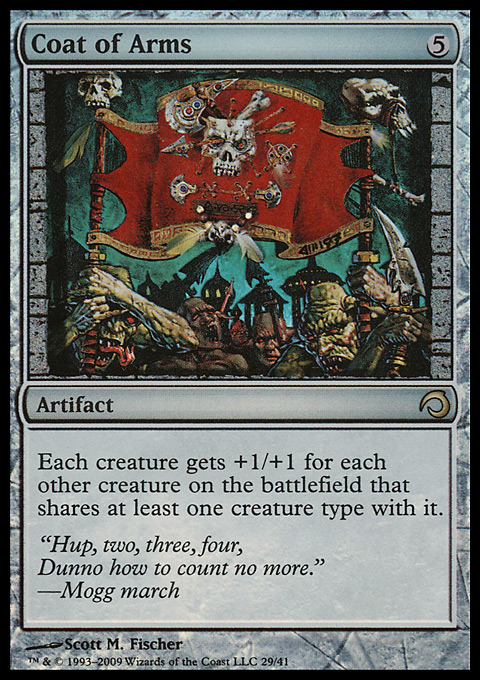 Coat of Arms 5
Artifact
Each creature gets +1/+1 for each
other creature on the battlefield that
shares at least one creature type with it.
“Hup, two, three, four,
Dunno how to count no more.”
—Mogg march
Scott M. Fischer
™ & © 1993–2009 Wizards of the Coast LLC 29/41